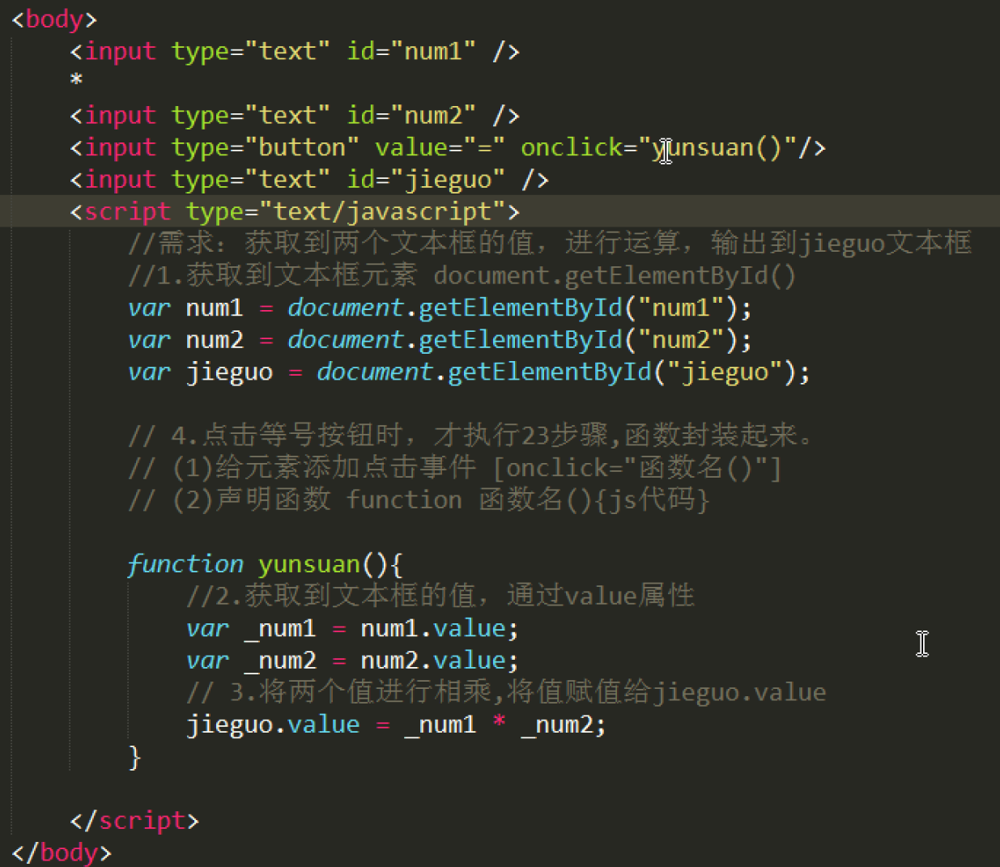 <body>
<input type="text" id="num1" />
*
<input type="text" id="num2" />
<input type="button" value="=" onclick="yunsuan()"/>
<input type="text" id="jieguo" />
<script type="text/javascript">
//需求：获取到两个文本框的值，进行运算，输出到jieguo文本框
//1.获取到文本框元素 document.getElementById()
var num1 = document.getElementById("num1");
var num2 = document.getElementById("num2");
var jieguo = document.getElementById("jieguo");
// 4.点击等号按钮时，才执行23步骤,函数封装起来。
// (1)给元素添加点击事件 [onclick="函数名()"]
// (2)声明函数 function 函数名(){js代码}
function yunsuan(){
//2.获取到文本框的值，通过value属性
var _num1 = num1.value;
var _num2 = num2.value;
// 3.将两个值进行相乘,将值赋值给jieguo.value
jieguo.value = _num1 * _num2;
}
</script>
</body>